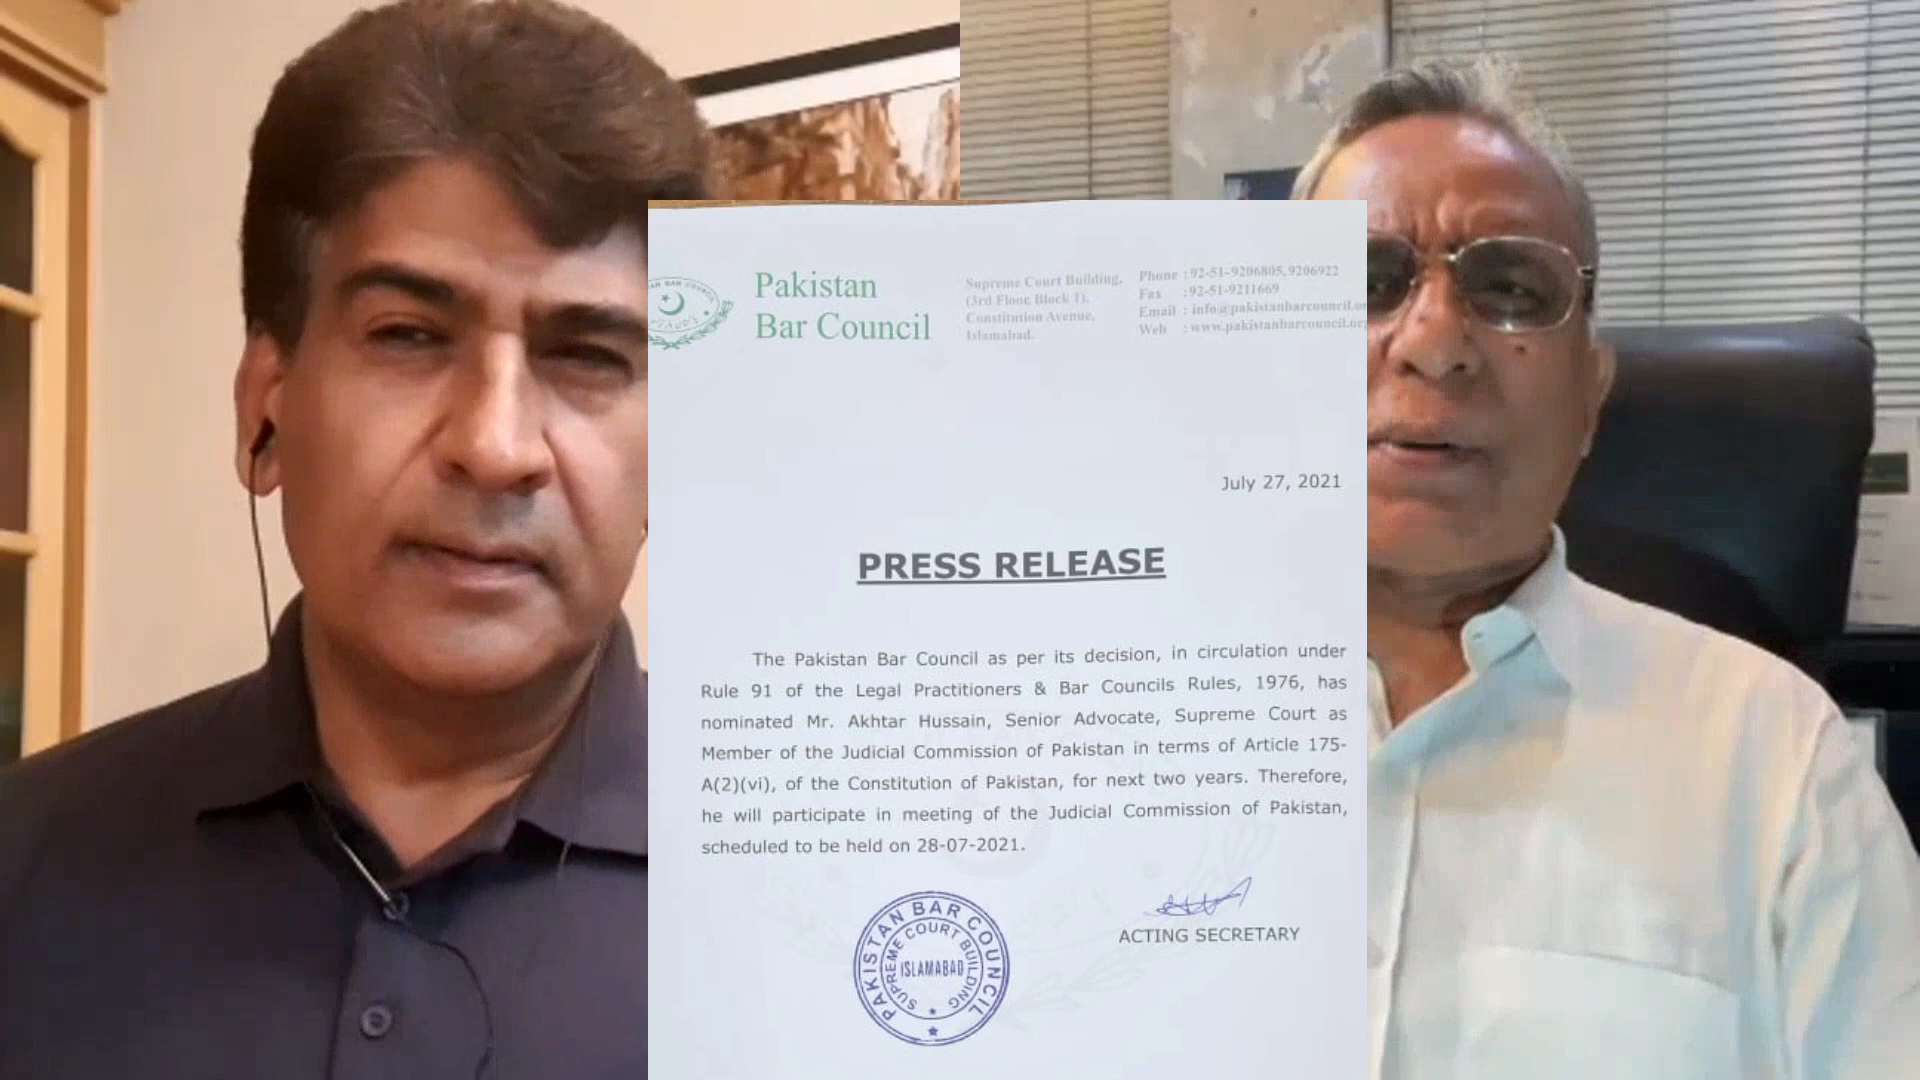 Pakistan
Bar Council
Supreme Court Building,
(3rd Floor, Block 1),
Constitution Avenue,
Islamabad.
Phone : 92-51-9206805, 9206922
Fax : 92-51-9211669
Email : info@pakistanbarcouncil.or
Web : www.pakistanbarcouncil.or
July 27, 2021
PRESS RELEASE
The Pakistan Bar Council as per its decision, in circulation under
Rule 91 of the Legal Practitioners & Bar Councils Rules, 1976, has
nominated Mr. Akhtar Hussain, Senior Advocate, Supreme Court as
Member of the Judicial Commission of Pakistan in terms of Article 175-
A(2)(vi), of the Constitution of Pakistan, for next two years. Therefore,
he will participate in meeting of the Judicial Commission of Pakistan,
scheduled to be held on 28-07-2021.
PAKISTAN BAR COUNCIL
SUPREME COURT BUILDING
ISLAMABAD
ACTING SECRETARY